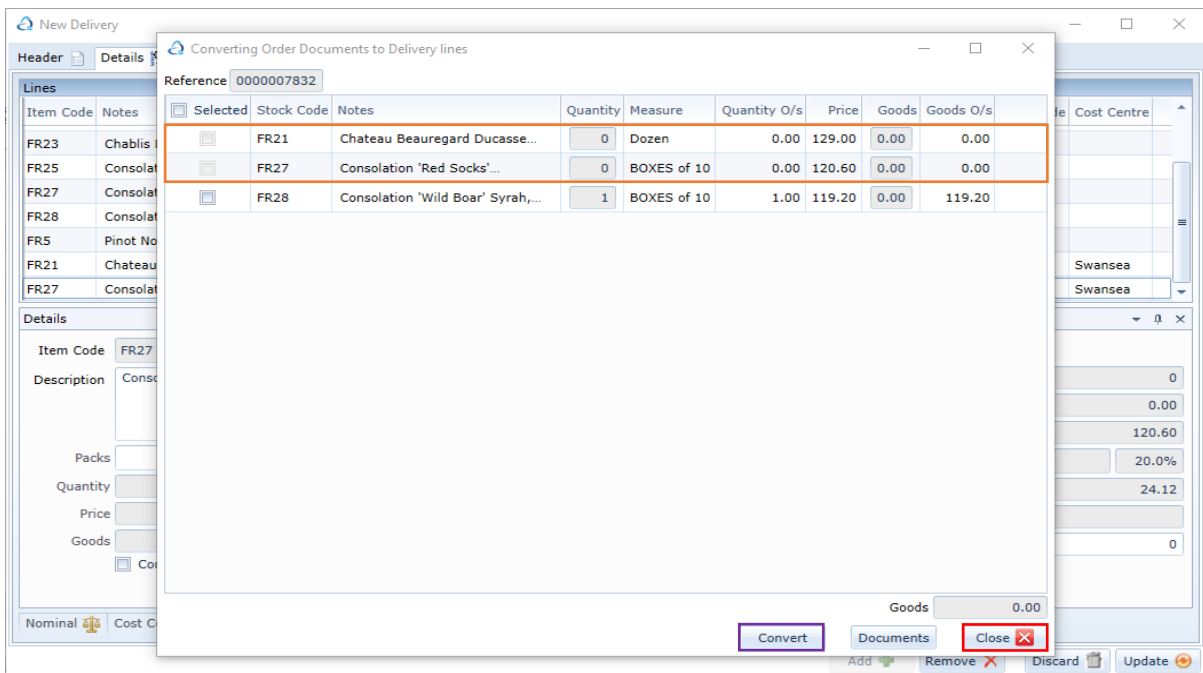 New Delivery
Header Details
Converting Order Documents to Delivery lines
Reference 0000007832
Lines
Item Code Notes
Cost Centre
FR23 Chablis
FR25 Consolat
FR27 Consolat
FR28 Consolat
FR5 Pinot No
FR21 Chateau Swansea
FR27 Consolat Swansea
Selected Stock Code Notes Quantity Measure Quantity O/s Price Goods Goods O/s
FR21 Chateau Beauregard Ducasse... 0 Dozen 0.00 129.00 0.00 0.00
FR27 Consolation 'Red Socks'... 0 BOXES of 10 0.00 120.60 0.00 0.00
FR28 Consolation 'Wild Boar' Syrah,... 1 BOXES of 10 1.00 119.20 0.00 119.20
Details
Item Code FR27 0
Description Conso 0.00
120.60
Packs 20.0%
Quantity 24.12
Price
Goods 0
Goods 0.00
Nominal Cost C
Convert Documents Close
Add Remove Discard Update